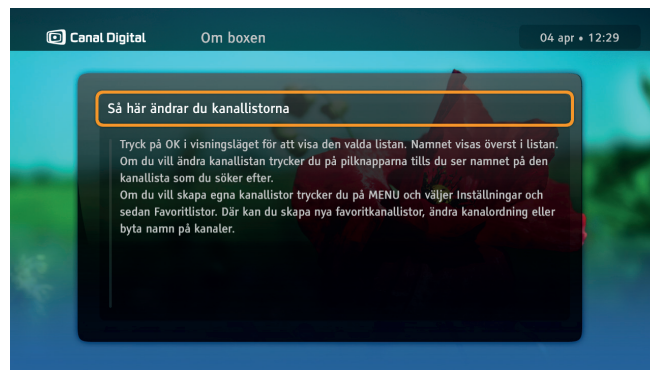 Canal Digital Om boxen 04 apr • 12:29
Så här ändrar du kanallistorna
Tryck på OK i visningsläget för att visa den valda listan. Namnet visas överst i listan.
Om du vill ändra kanallistan trycker du på pilknapparna tills du ser namnet på den
kanallista som du söker efter.
Om du vill skapa egna kanallistor trycker du på MENU och väljer Inställningar och
sedan Favoritlistor. Där kan du skapa nya favoritkanallistor, ändra kanalordning eller
byta namn på kanaler.